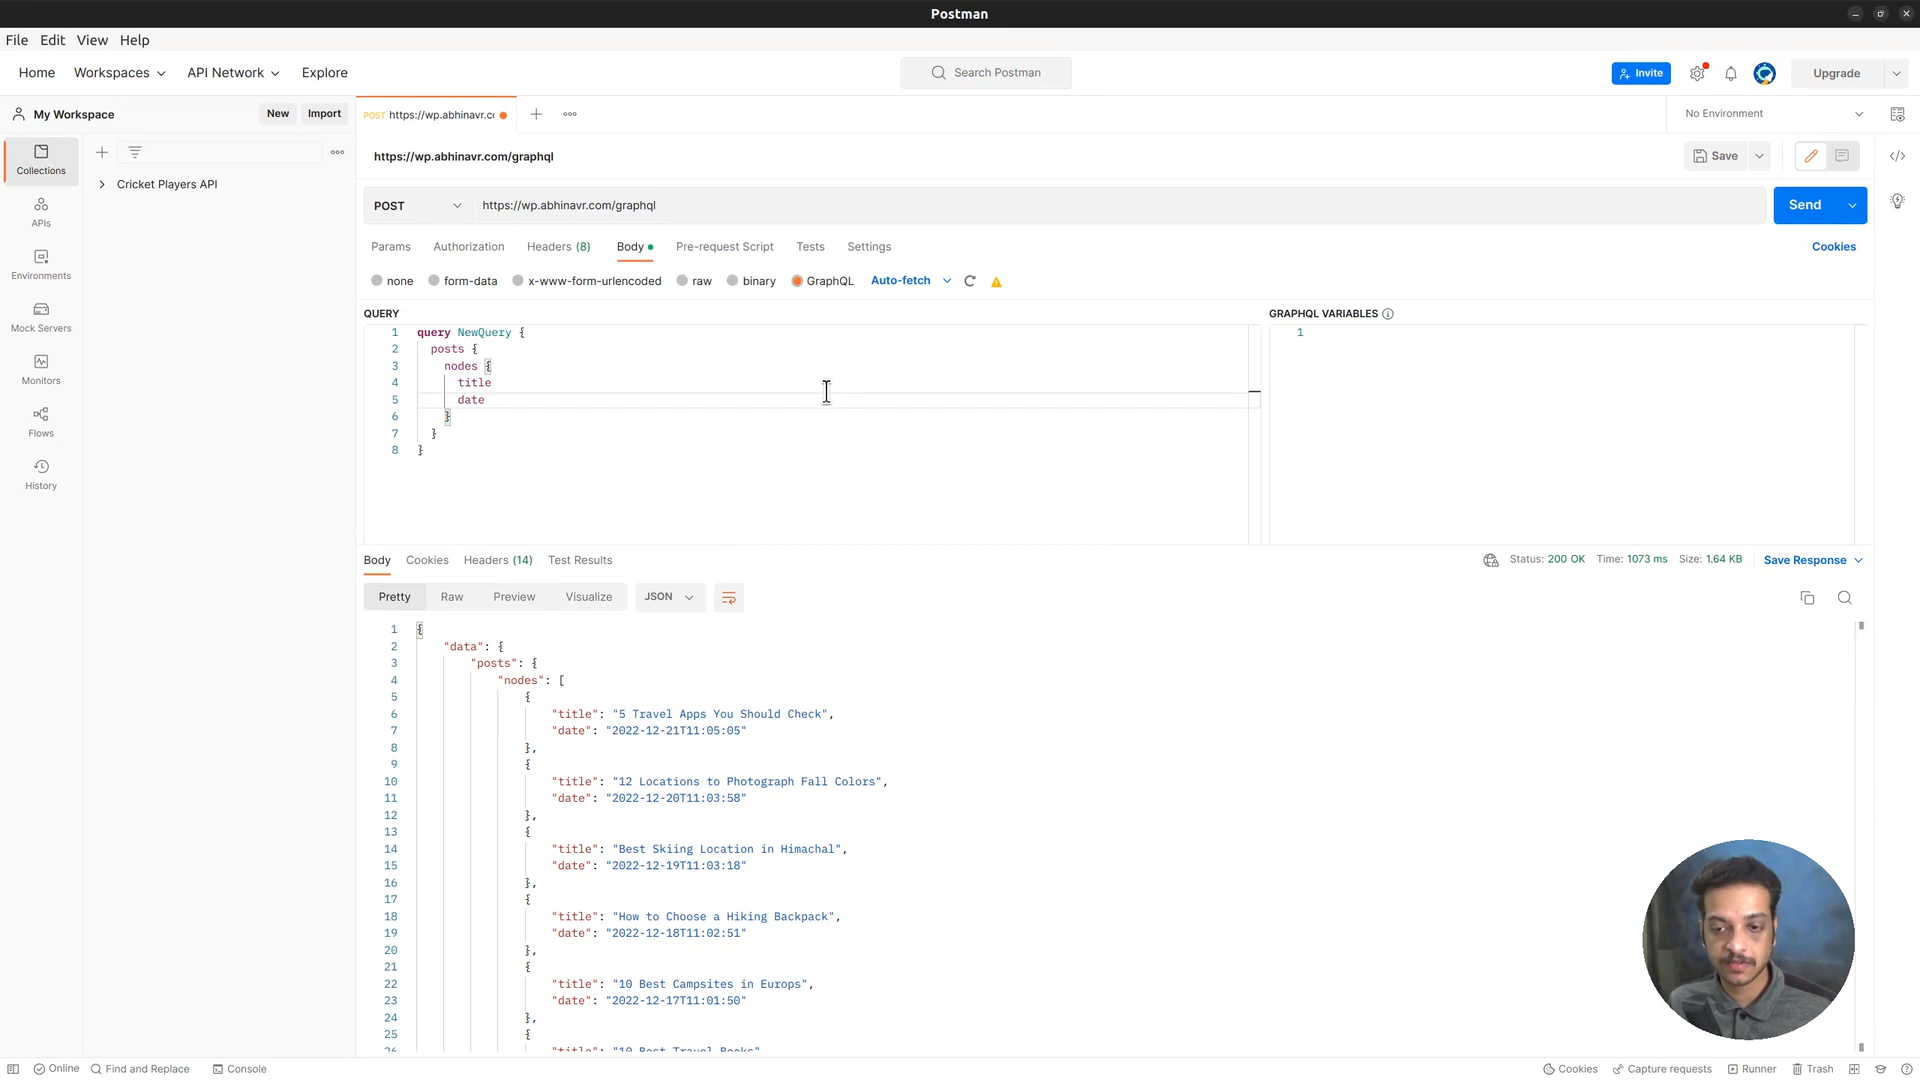 Postman
File Edit View Help
Home Workspaces API Network Explore
Search Postman
Invite
Upgrade
My Workspace
New Import
POST https://wp.abhinavr.cc
No Environment
Collections
Cricket Players API
https://wp.abhinavr.com/graphql
Save
APIs
POST https://wp.abhinavr.com/graphql
Send
Environments
Params Authorization Headers (8) Body Pre-request Script Tests Settings
Cookies
none form-data x-www-form-urlencoded raw binary GraphQL Auto-fetch
Mock Servers
Monitors
Flows
History
QUERY
1 query NewQuery {
2 posts {
3 nodes {
4 title
5 date
6 }
7 }
8 }
GRAPHQL VARIABLES
1
Body Cookies Headers (14) Test Results
Status: 200 OK Time: 1073 ms Size: 1.64 KB Save Response
Pretty Raw Preview Visualize JSON
1 {
2 "data": {
3 "posts": {
4 "nodes": [
5 {
6 "title": "5 Travel Apps You Should Check",
7 "date": "2022-12-21T11:05:05"
8 },
9 {
10 "title": "12 Locations to Photograph Fall Colors",
11 "date": "2022-12-20T11:03:58"
12 },
13 {
14 "title": "Best Skiing Location in Himachal",
15 "date": "2022-12-19T11:03:18"
16 },
17 {
18 "title": "How to Choose a Hiking Backpack",
19 "date": "2022-12-18T11:02:51"
20 },
21 {
22 "title": "10 Best Campsites in Europs",
23 "date": "2022-12-17T11:01:50"
24 },
25 {
26 "title": "10 Best Travel Books",
Online Find and Replace Console
Cookies Capture requests Runner Trash